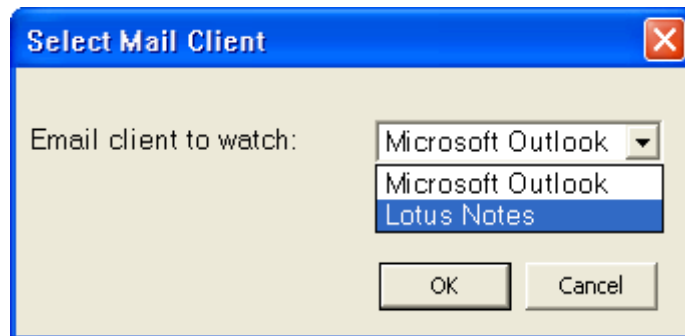 Select Mail Client
Email client to watch: Microsoft Outlook
Microsoft Outlook
Lotus Notes
OK Cancel